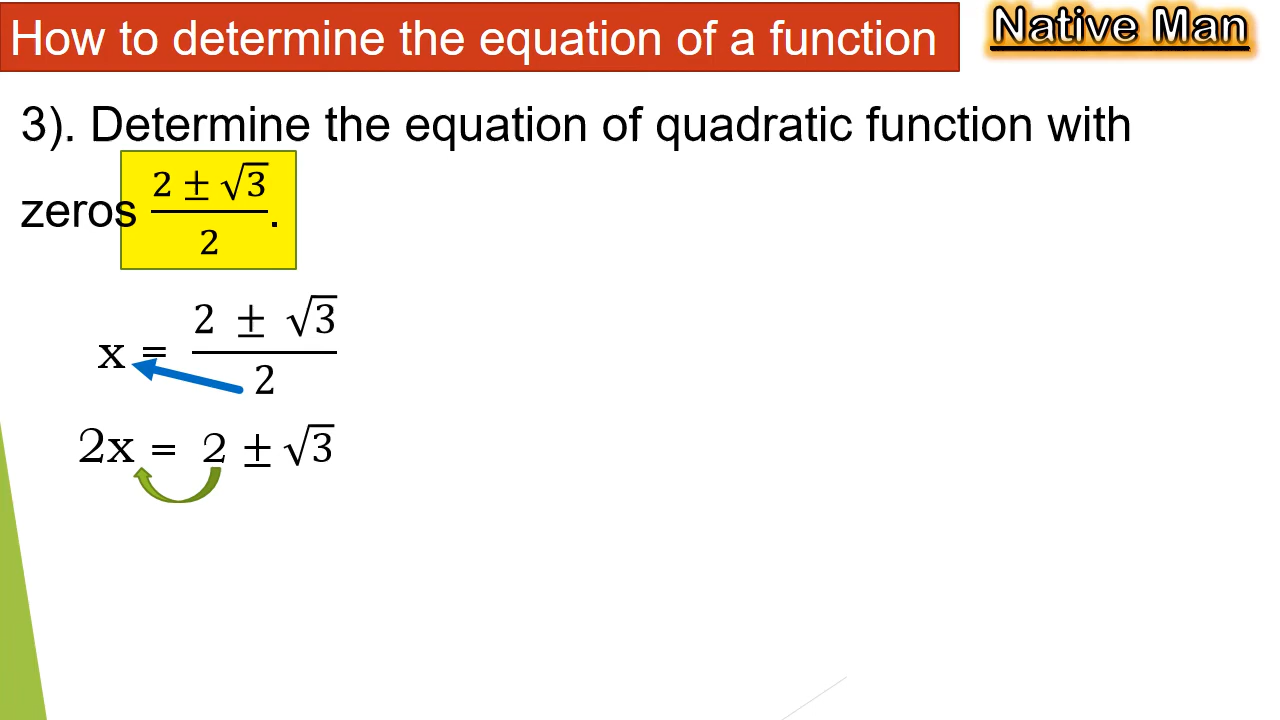 How to determine the equation of a function
Native Man
3). Determine the equation of quadratic function with
zeros (2 ± √3)/2.
x = (2 ± √3)/2
2x = 2 ± √3